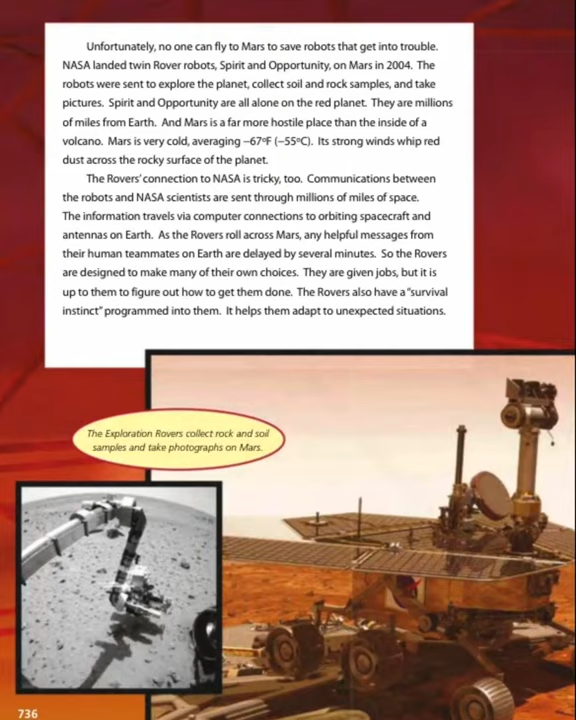 Unfortunately, no one can fly to Mars to save robots that get into trouble.
NASA landed twin Rover robots, Spirit and Opportunity, on Mars in 2004. The
robots were sent to explore the planet, collect soil and rock samples, and take
pictures. Spirit and Opportunity are all alone on the red planet. They are millions
of miles from Earth. And Mars is a far more hostile place than the inside of a
volcano. Mars is very cold, averaging −67ºF (−55ºC). Its strong winds whip red
dust across the rocky surface of the planet.
The Rovers' connection to NASA is tricky, too. Communications between
the robots and NASA scientists are sent through millions of miles of space.
The information travels via computer connections to orbiting spacecraft and
antennas on Earth. As the Rovers roll across Mars, any helpful messages from
their human teammates on Earth are delayed by several minutes. So the Rovers
are designed to make many of their own choices. They are given jobs, but it is
up to them to figure out how to get them done. The Rovers also have a "survival
instinct" programmed into them. It helps them adapt to unexpected situations.
The Exploration Rovers collect rock and soil
samples and take photographs on Mars.
736